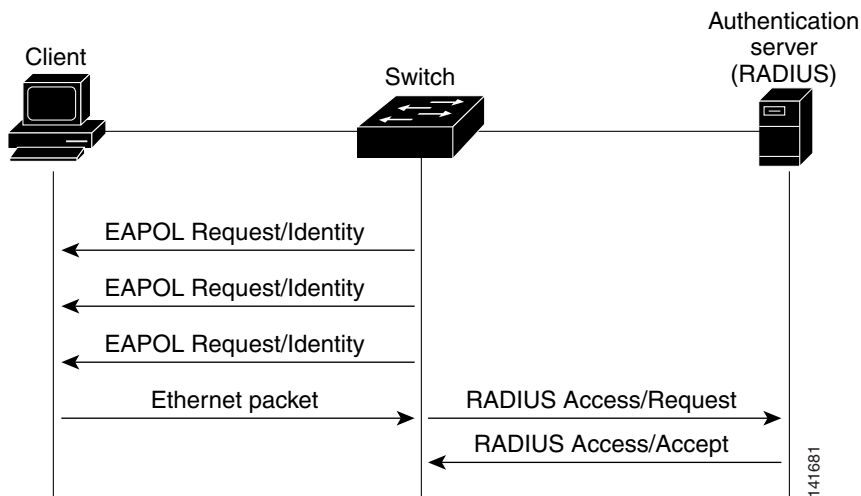 Client
Switch
Authentication
server
(RADIUS)
EAPOL Request/Identity
EAPOL Request/Identity
EAPOL Request/Identity
Ethernet packet
RADIUS Access/Request
RADIUS Access/Accept
141681